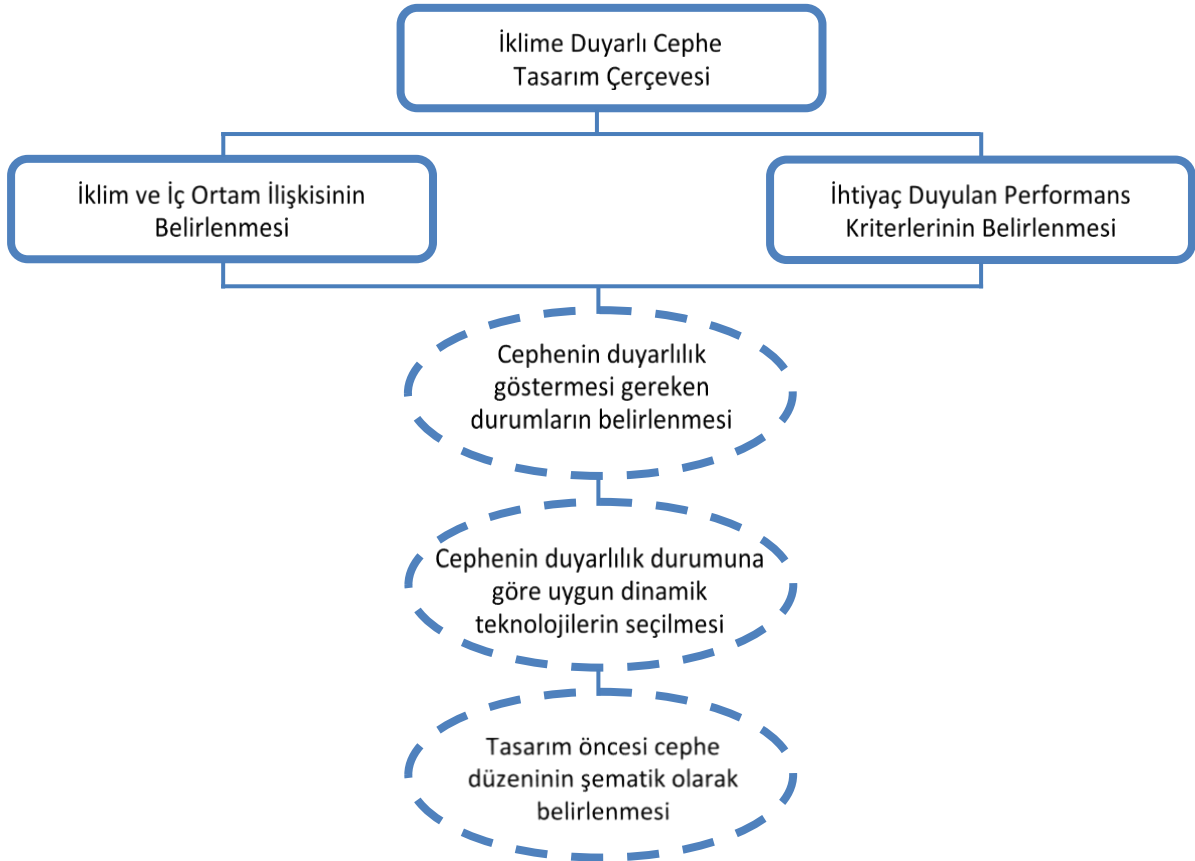 İklime Duyarlı Cephe
Tasarım Çerçevesi
İklim ve İç Ortam İlişkisinin
Belirlenmesi
İhtiyaç Duyulan Performans
Kriterlerinin Belirlenmesi
Cephenin duyarlılık
göstermesi gereken
durumların belirlenmesi
Cephenin duyarlılık durumuna
göre uygun dinamik
teknolojilerin seçilmesi
Tasarım öncesi cephe
düzeninin şematik olarak
belirlenmesi